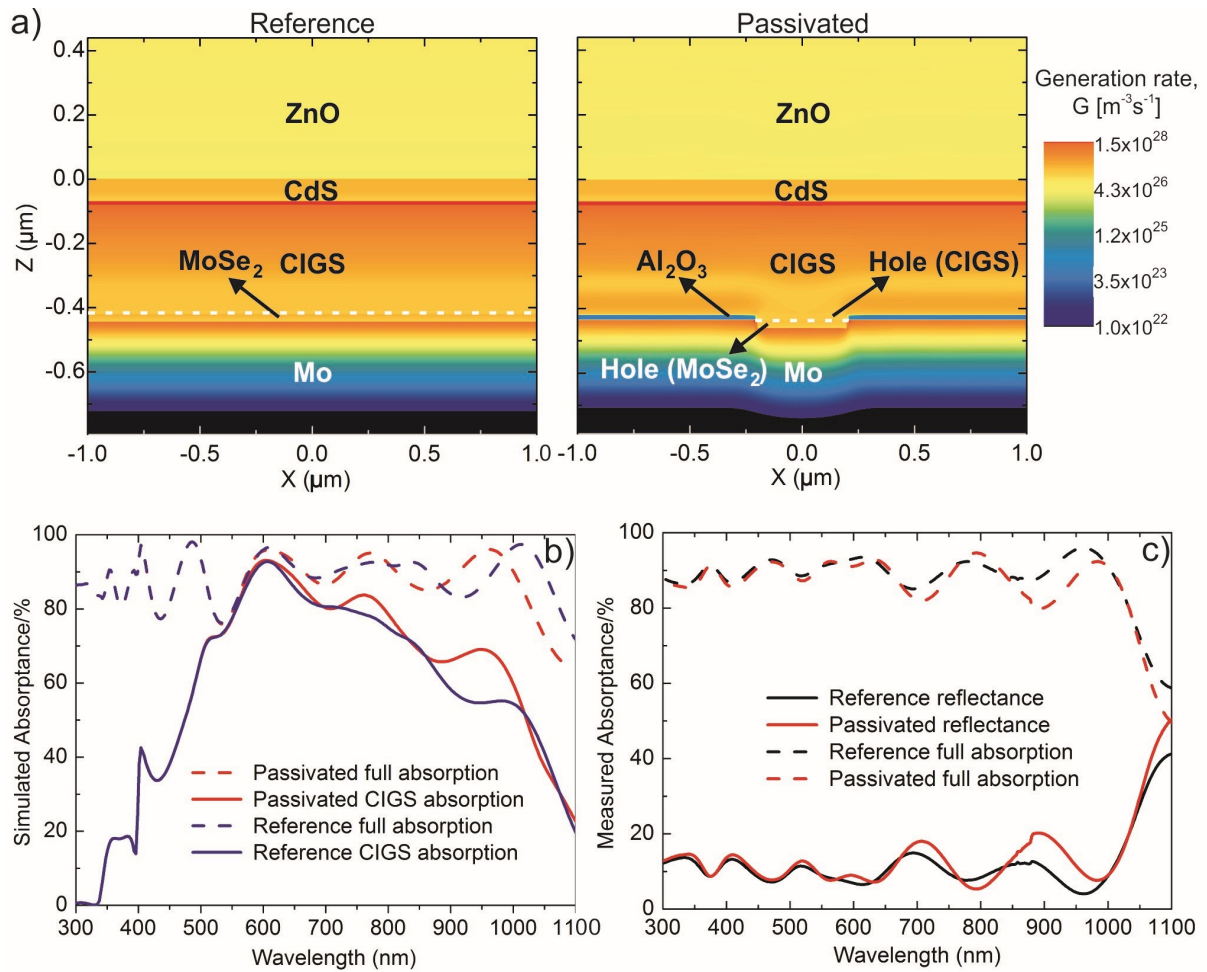 a)
Reference
Passivated
0.4
0.2
0.0
-0.2
-0.4
-0.6
Z (µm)
ZnO
CdS
MoSe2
CIGS
Mo
-1.0 -0.5 0.0 0.5 1.0
X (µm)
ZnO
CdS
Al2O3
CIGS
Hole (CIGS)
Hole (MoSe2)
Mo
-1.0 -0.5 0.0 0.5 1.0
X (µm)
Generation rate,
G [m-3s-1]
1.5x10^28
4.3x10^26
1.2x10^25
3.5x10^23
1.0x10^22
b)
100
80
60
40
20
0
Simulated Absorptance/%
Passivated full absorption
Passivated CIGS absorption
Reference full absorption
Reference CIGS absorption
300 400 500 600 700 800 900 1000 1100
Wavelength (nm)
c)
100
80
60
40
20
0
Measured Absorptance/%
Reference reflectance
Passivated reflectance
Reference full absorption
Passivated full absorption
300 400 500 600 700 800 900 1000 1100
Wavelength (nm)